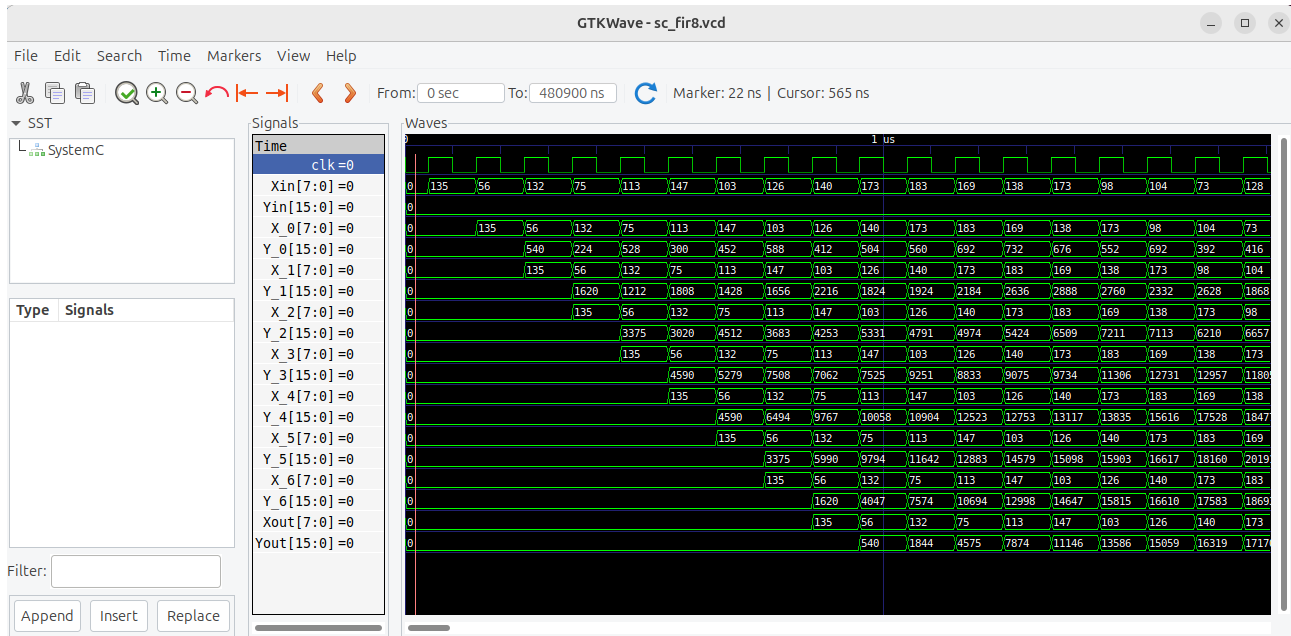 GTKWave - sc_fir8.vcd
File Edit Search Time Markers View Help
From: 0 sec To: 480900 ns Marker: 22 ns | Cursor: 565 ns
SST
SystemC
Type Signals
Filter:
Append Insert Replace
Signals
Time
clk=0
Xin[7:0]=0
Yin[15:0]=0
X_0[7:0]=0
Y_0[15:0]=0
X_1[7:0]=0
Y_1[15:0]=0
X_2[7:0]=0
Y_2[15:0]=0
X_3[7:0]=0
Y_3[15:0]=0
X_4[7:0]=0
Y_4[15:0]=0
X_5[7:0]=0
Y_5[15:0]=0
X_6[7:0]=0
Y_6[15:0]=0
Xout[7:0]=0
Yout[15:0]=0
Waves
0 1 us
0 135 56 132 75 113 147 103 126 140 173 183 169 138 173 98 104 73 128
0
0 135 56 132 75 113 147 103 126 140 173 183 169 138 173 98 104 73
0 540 224 528 300 452 588 412 504 560 692 732 676 552 692 392 416
0 135 56 132 75 113 147 103 126 140 173 183 169 138 173 98 104
0 1620 1212 1808 1428 1656 2216 1824 1924 2184 2636 2888 2760 2332 2628 1868
0 135 56 132 75 113 147 103 126 140 173 183 169 138 173 98
0 3375 3020 4512 3683 4253 5331 4791 4974 5424 6509 7211 7113 6210 6657
0 135 56 132 75 113 147 103 126 140 173 183 169 138 173
0 4590 5279 7508 7062 7525 9251 8833 9075 9734 11306 12731 12957 1180
0 135 56 132 75 113 147 103 126 140 173 183 169 138
0 4590 6494 9767 10058 10904 12523 12753 13117 13835 15616 17528 1847
0 135 56 132 75 113 147 103 126 140 173 183 169
0 3375 5990 9794 11642 12883 14579 15098 15903 16617 18160 2019
0 135 56 132 75 113 147 103 126 140 173 183
0 1620 4047 7574 10694 12998 14647 15815 16610 17583 1869
0 135 56 132 75 113 147 103 126 140 173
0 540 1844 4575 7874 11146 13586 15059 16319 1717